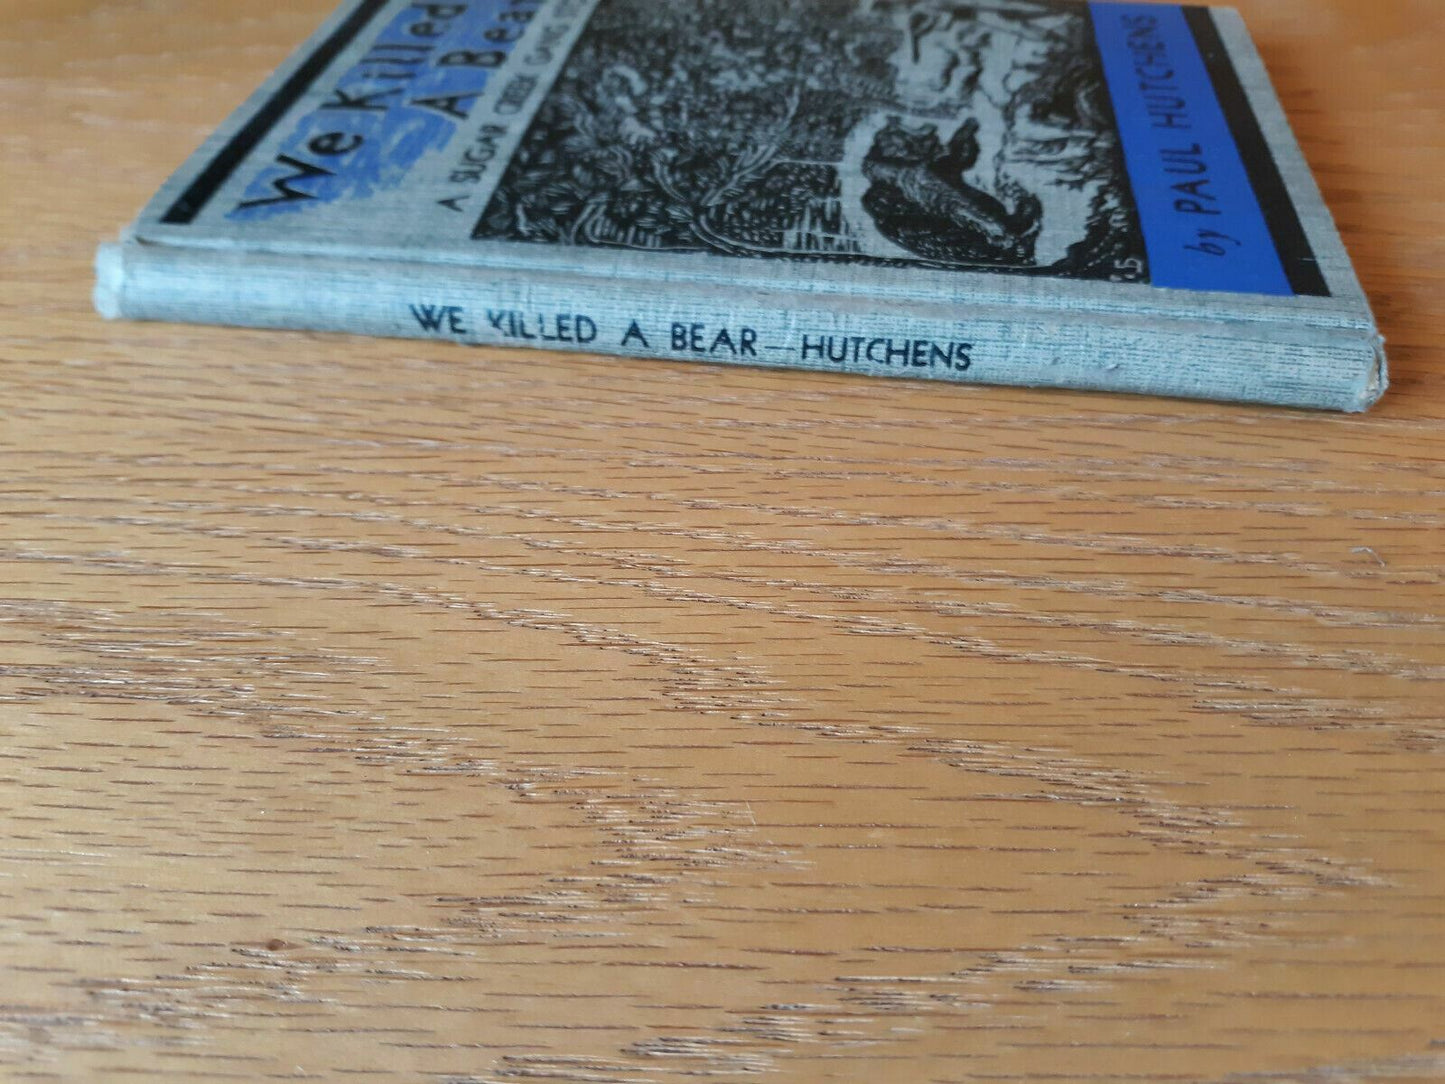 We Killed
A Bear
A SUGAR CREEK GANG
by PAUL HUTCHENS
WE KILLED A BEAR—HUTCHENS